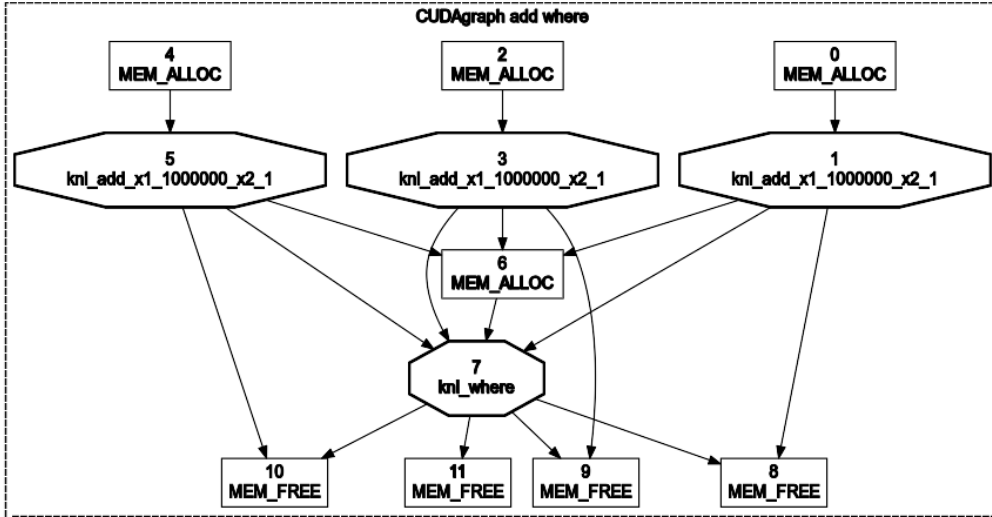 CUDAgraph add where
4
MEM_ALLOC
2
MEM_ALLOC
0
MEM_ALLOC
5
knl_add_x1_1000000_x2_1
3
knl_add_x1_1000000_x2_1
1
knl_add_x1_1000000_x2_1
6
MEM_ALLOC
7
knl_where
10
MEM_FREE
11
MEM_FREE
9
MEM_FREE
8
MEM_FREE